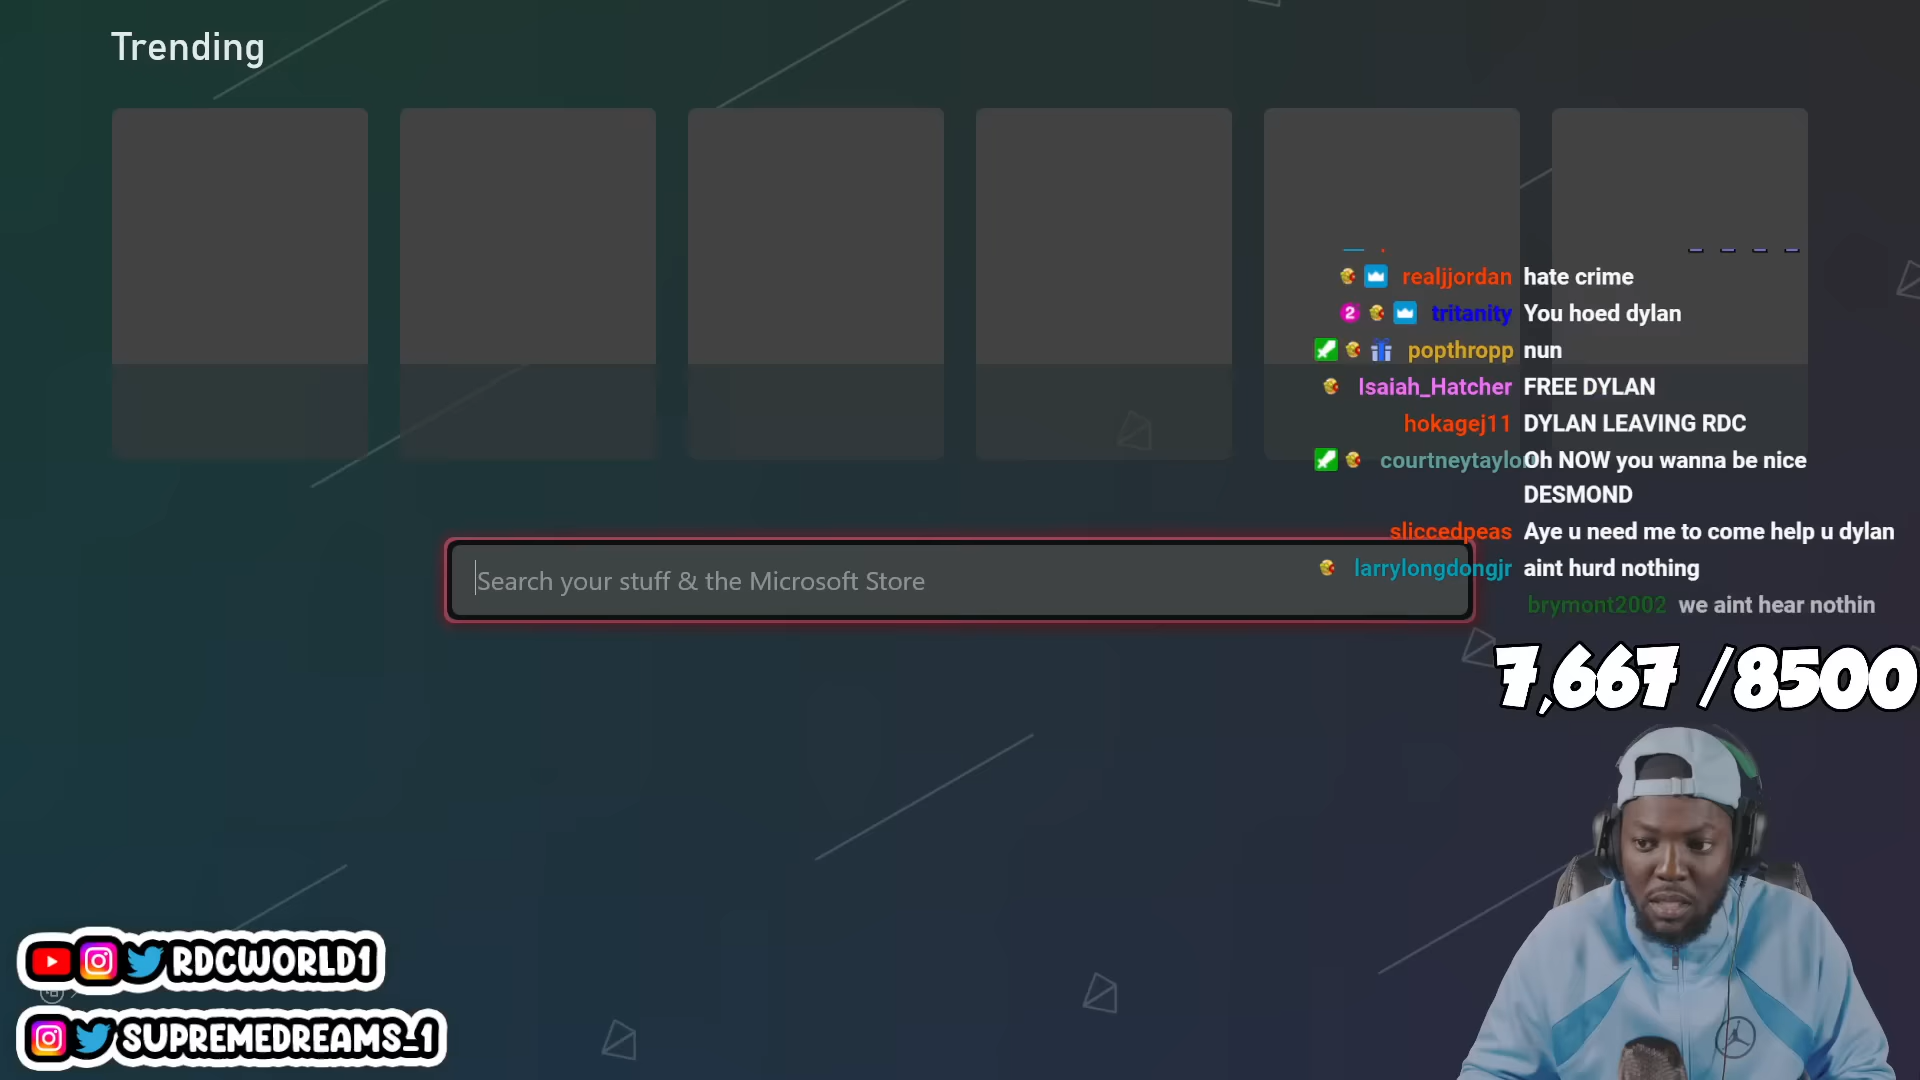 Trending
realjjordan hate crime
2 tritanity You hoed dylan
popthropp nun
Isaiah_Hatcher FREE DYLAN
hokagej11 DYLAN LEAVING RDC
courtneytaylor Oh NOW you wanna be nice
DESMOND
sliccedpeas Aye u need me to come help u dylan
Search your stuff & the Microsoft Store
larrylongdongjr aint hurd nothing
brymont2002 we aint hear nothin
7,667 /8500
RDCWORLD1
SUPREMEDREAMS_1